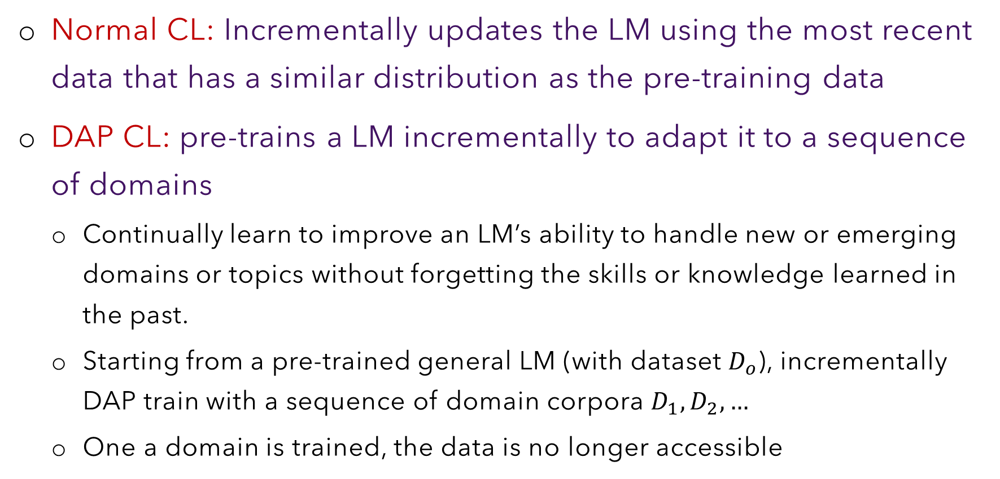 ○ Normal CL: Incrementally updates the LM using the most recent
data that has a similar distribution as the pre-training data
○ DAP CL: pre-trains a LM incrementally to adapt it to a sequence
of domains
○ Continually learn to improve an LM’s ability to handle new or emerging
domains or topics without forgetting the skills or knowledge learned in
the past.
○ Starting from a pre-trained general LM (with dataset Dₒ), incrementally
DAP train with a sequence of domain corpora D₁, D₂, ...
○ One a domain is trained, the data is no longer accessible